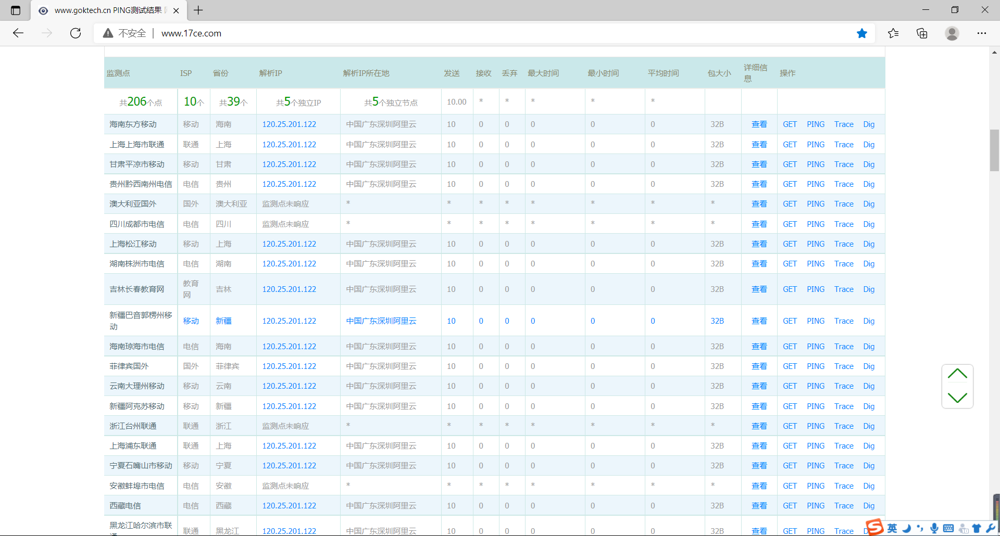 www.goktech.cn PING测试结果
不安全 | www.17ce.com
监测点 ISP 省份 解析IP 解析IP所在地 发送 接收 丢弃 最大时间 最小时间 平均时间 包大小 详细信息 操作
共206个点 10个 共39个 共5个独立IP 共5个独立节点 10.00 * * * * *
海南东方移动 移动 海南 120.25.201.122 中国广东深圳阿里云 10 0 0 0 0 0 32B 查看 GET PING Trace Dig
上海上海市联通 联通 上海 120.25.201.122 中国广东深圳阿里云 10 0 0 0 0 0 32B 查看 GET PING Trace Dig
甘肃平凉市移动 移动 甘肃 120.25.201.122 中国广东深圳阿里云 10 0 0 0 0 0 32B 查看 GET PING Trace Dig
贵州黔西南州电信 电信 贵州 120.25.201.122 中国广东深圳阿里云 10 0 0 0 0 0 32B 查看 GET PING Trace Dig
澳大利亚国外 国外 澳大利亚 监测点未响应 * * * * * * * * 查看 GET PING Trace Dig
四川成都市电信 电信 四川 监测点未响应 * * * * * * * * 查看 GET PING Trace Dig
上海松江移动 移动 上海 120.25.201.122 中国广东深圳阿里云 10 0 0 0 0 0 32B 查看 GET PING Trace Dig
湖南株洲市电信 电信 湖南 120.25.201.122 中国广东深圳阿里云 10 0 0 0 0 0 32B 查看 GET PING Trace Dig
吉林长春教育网 教育网 吉林 120.25.201.122 中国广东深圳阿里云 10 0 0 0 0 0 32B 查看 GET PING Trace Dig
新疆巴音郭楞州移动 移动 新疆 120.25.201.122 中国广东深圳阿里云 10 0 0 0 0 0 32B 查看 GET PING Trace Dig
海南琼海市电信 电信 海南 120.25.201.122 中国广东深圳阿里云 10 0 0 0 0 0 32B 查看 GET PING Trace Dig
菲律宾国外 国外 菲律宾 120.25.201.122 中国广东深圳阿里云 10 0 0 0 0 0 32B 查看 GET PING Trace Dig
云南大理州移动 移动 云南 120.25.201.122 中国广东深圳阿里云 10 0 0 0 0 0 32B 查看 GET PING Trace Dig
新疆阿克苏移动 移动 新疆 120.25.201.122 中国广东深圳阿里云 10 0 0 0 0 0 32B 查看 GET PING Trace Dig
浙江台州联通 联通 浙江 监测点未响应 * * * * * * * * 查看 GET PING Trace Dig
上海浦东联通 联通 上海 120.25.201.122 中国广东深圳阿里云 10 0 0 0 0 0 32B 查看 GET PING Trace Dig
宁夏石嘴山市移动 移动 宁夏 120.25.201.122 中国广东深圳阿里云 10 0 0 0 0 0 32B 查看 GET PING Trace Dig
安徽蚌埠市电信 电信 安徽 监测点未响应 * * * * * * * * 查看 GET PING Trace Dig
西藏电信 电信 西藏 120.25.201.122 中国广东深圳阿里云 10 0 0 0 0 0 32B 查看 GET PING Trace Dig
黑龙江哈尔滨市联通 联通 黑龙江 120.25.201.122 中国广东深圳阿里云 10 0 0 0 0 0 32B 查看 GET PING Trace Dig
英